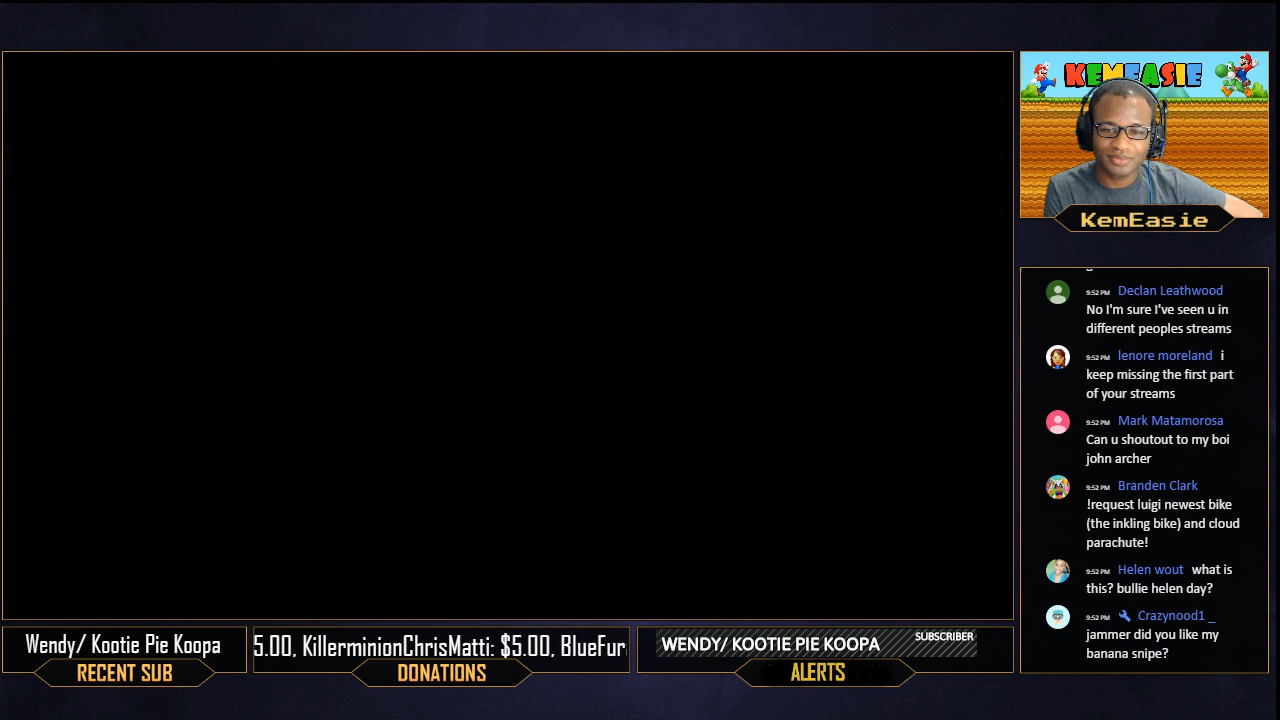 KEMEASIE
KemEasie
9:52 PM Declan Leathwood
No I'm sure I've seen u in
different peoples streams
9:52 PM lenore moreland i
keep missing the first part
of your streams
9:52 PM Mark Matamorosa
Can u shoutout to my boi
john archer
9:52 PM Branden Clark
!request luigi newest bike
(the inkling bike) and cloud
parachute!
9:52 PM Helen wout what is
this? bullie helen day?
9:52 PM Crazynood1 _
jammer did you like my
banana snipe?
Wendy/ Kootie Pie Koopa
RECENT SUB
5.00, KillerminionChrisMatti: $5.00, BlueFur
DONATIONS
WENDY/ KOOTIE PIE KOOPA
SUBSCRIBER
ALERTS